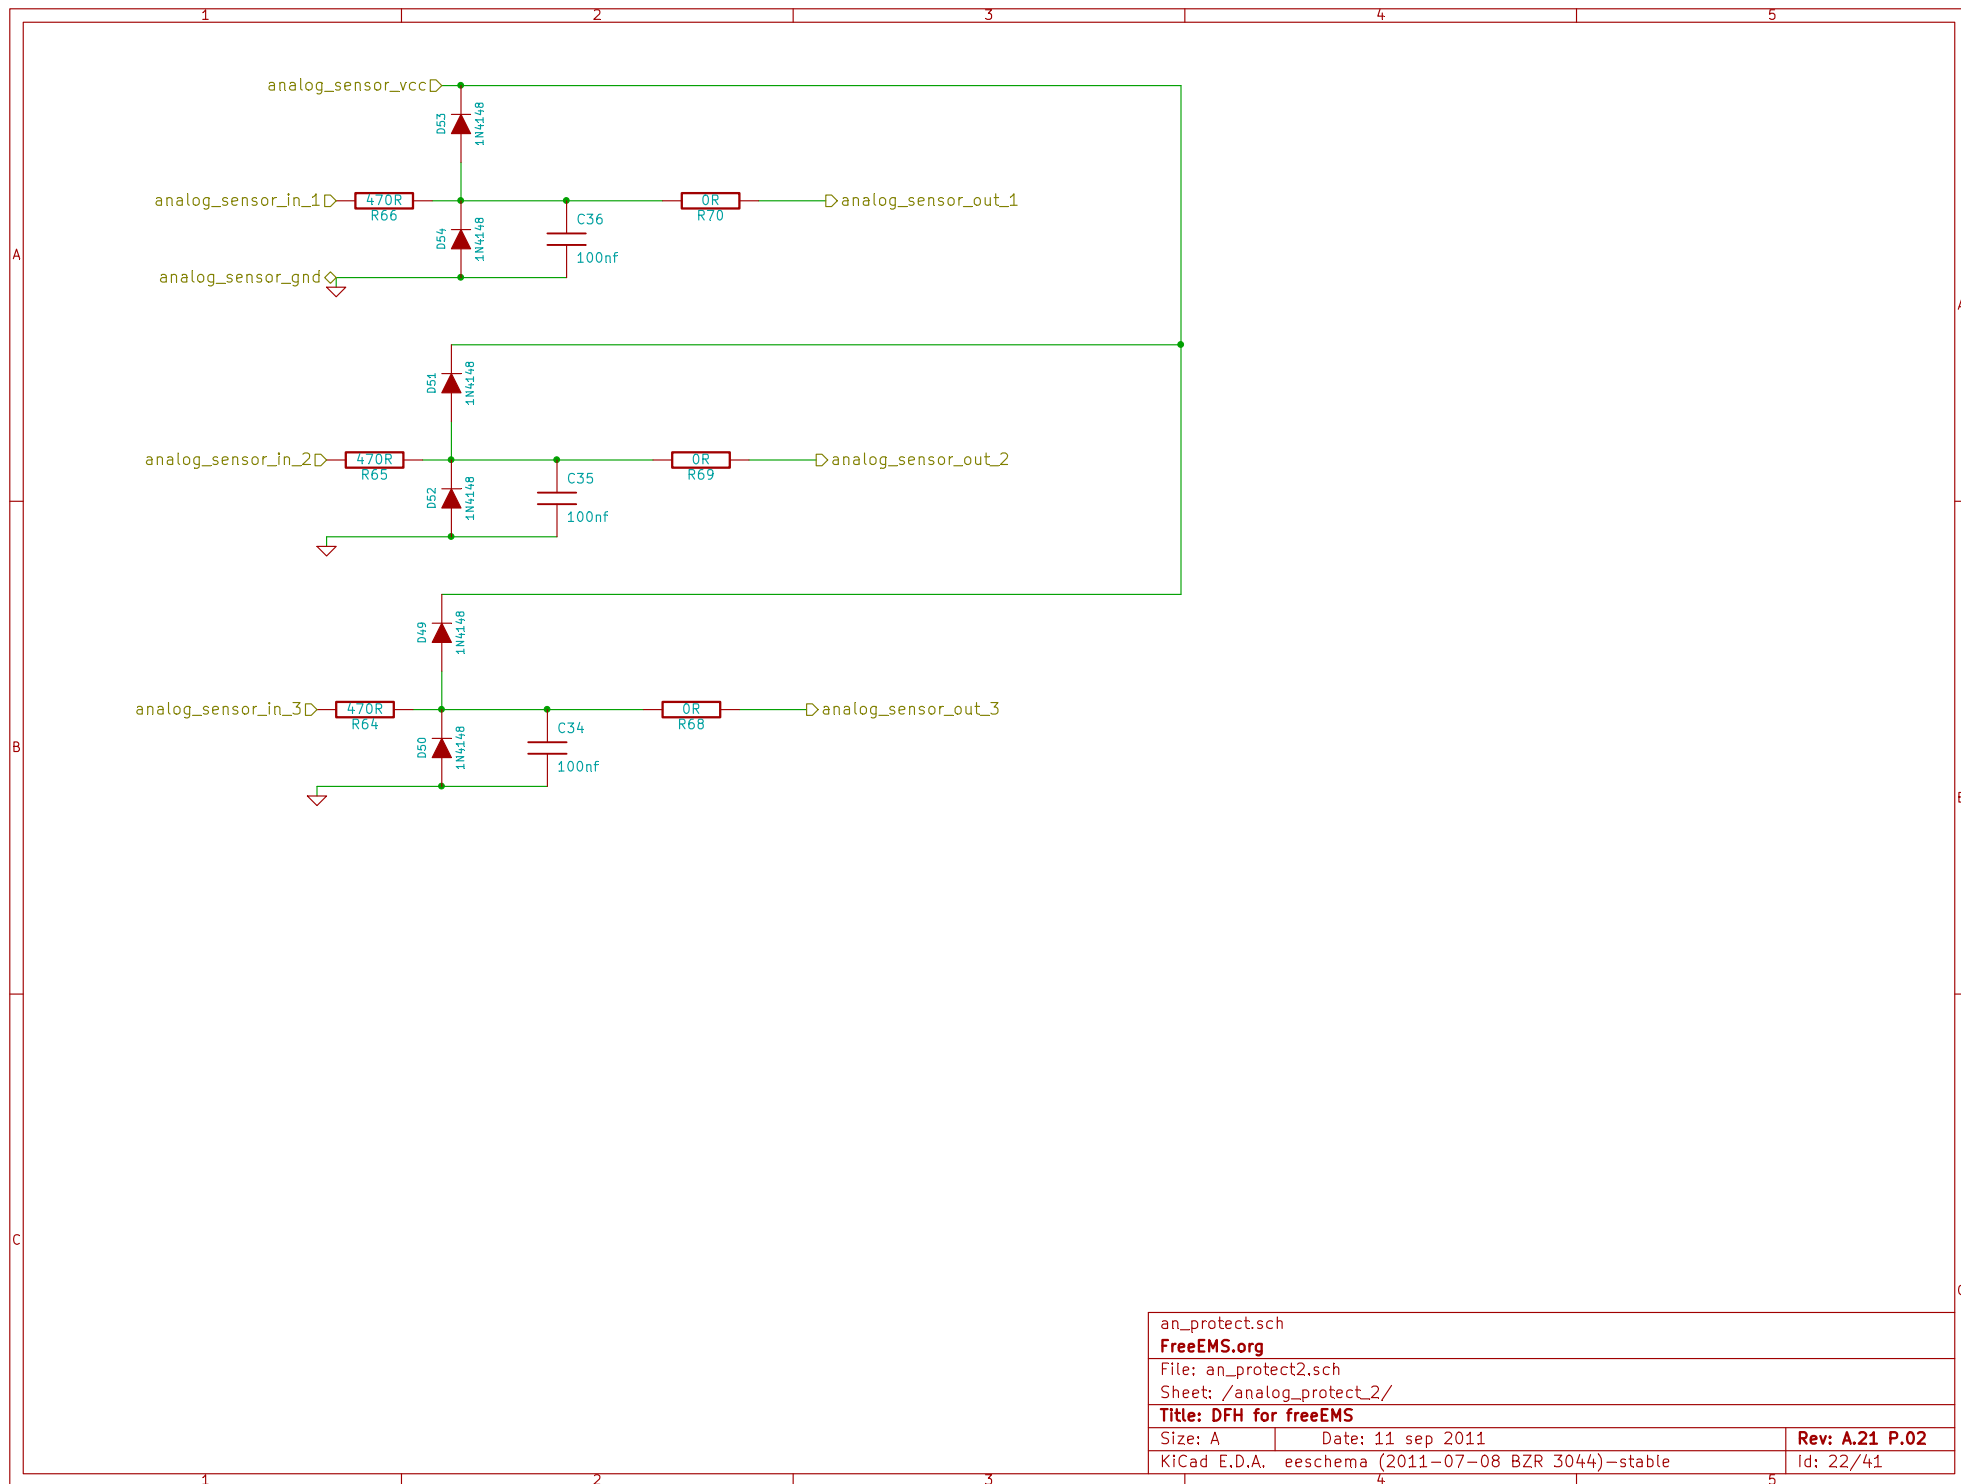 1 2 3 4 5
analog_sensor_vcc
D53 1N4148
analog_sensor_in_1 470R 0R analog_sensor_out_1
R66 R70
C36
D54 1N4148
A
100nf
analog_sensor_gnd
A
D51 1N4148
analog_sensor_in_2 470R 0R analog_sensor_out_2
R65 R69
C35
D52 1N4148
100nf
D49 1N4148
analog_sensor_in_3 470R 0R analog_sensor_out_3
R64 R68
C34
B D50 1N4148
100nf
B
C
C
an_protect.sch
FreeEMS.org
File: an_protect2.sch
Sheet: /analog_protect_2/
Title: DFH for freeEMS
Size: A Date: 11 sep 2011 Rev: A.21 P.02
KiCad E.D.A. eeschema (2011-07-08 BZR 3044)-stable Id: 22/41
1 2 3 4 5